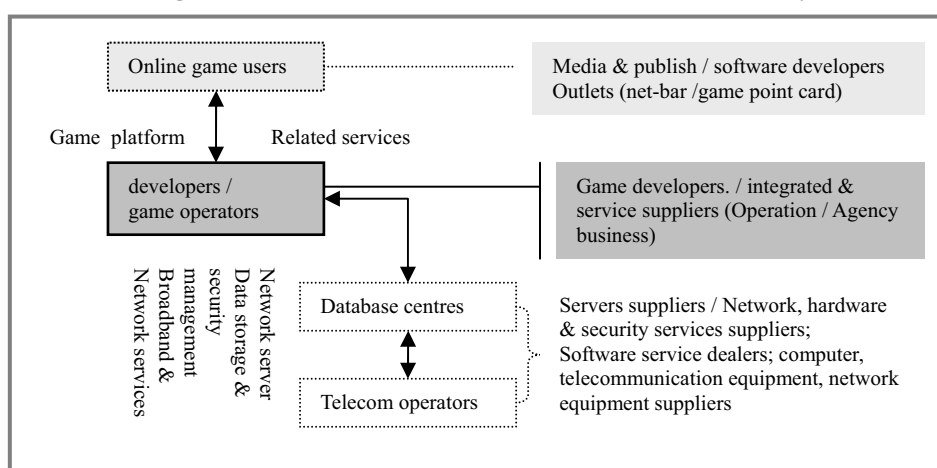 Online game users
Media & publish / software developers
Outlets (net-bar /game point card)
Game platform
Related services
developers /
game operators
Game developers. / integrated &
service suppliers (Operation / Agency
business)
Network server
Data storage &
security
management
Broadband &
Network services
Database centres
Telecom operators
Servers suppliers / Network, hardware
& security services suppliers;
Software service dealers; computer,
telecommunication equipment, network
equipment suppliers